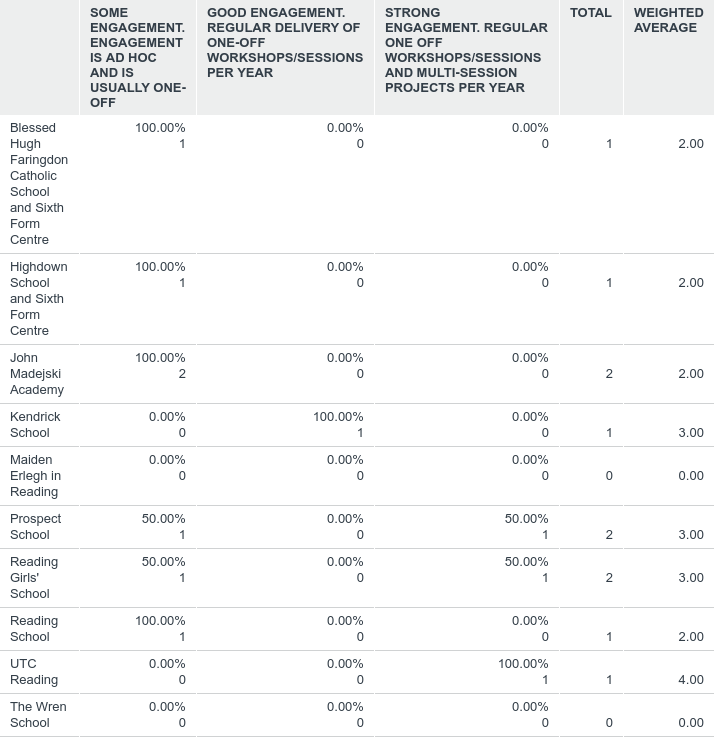 SOME ENGAGEMENT. ENGAGEMENT IS AD HOC AND IS USUALLY ONE-OFF
GOOD ENGAGEMENT. REGULAR DELIVERY OF ONE-OFF WORKSHOPS/SESSIONS PER YEAR
STRONG ENGAGEMENT. REGULAR ONE OFF WORKSHOPS/SESSIONS AND MULTI-SESSION PROJECTS PER YEAR
TOTAL
WEIGHTED AVERAGE
Blessed
Hugh
Faringdon
Catholic
School
and Sixth
Form
Centre
100.00% 0.00% 0.00%
1 0 0 1 2.00
Highdown
School
and Sixth
Form
Centre
100.00% 0.00% 0.00%
1 0 0 1 2.00
John
Madejski
Academy
100.00% 0.00% 0.00%
2 0 0 2 2.00
Kendrick
School
0.00% 100.00% 0.00%
0 1 0 1 3.00
Maiden
Erlegh in
Reading
0.00% 0.00% 0.00%
0 0 0 0 0.00
Prospect
School
50.00% 0.00% 50.00%
1 0 1 2 3.00
Reading
Girls'
School
50.00% 0.00% 50.00%
1 0 1 2 3.00
Reading
School
100.00% 0.00% 0.00%
1 0 0 1 2.00
UTC
Reading
0.00% 0.00% 100.00%
0 0 1 1 4.00
The Wren
School
0.00% 0.00% 0.00%
0 0 0 0 0.00